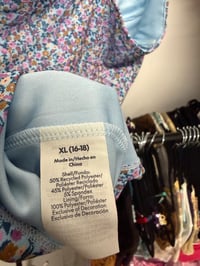 XL (16-18)
Made in/Hecho en
China
Shell/Funda:
50% Recycled Polyester/
Poliéster Reciclado
45% Polyester/Poliéster
5% Spandex
Lining/Forro:
100% Polyester/Poliéster
Exclusive of Decoration
Exclusivo de Decoración